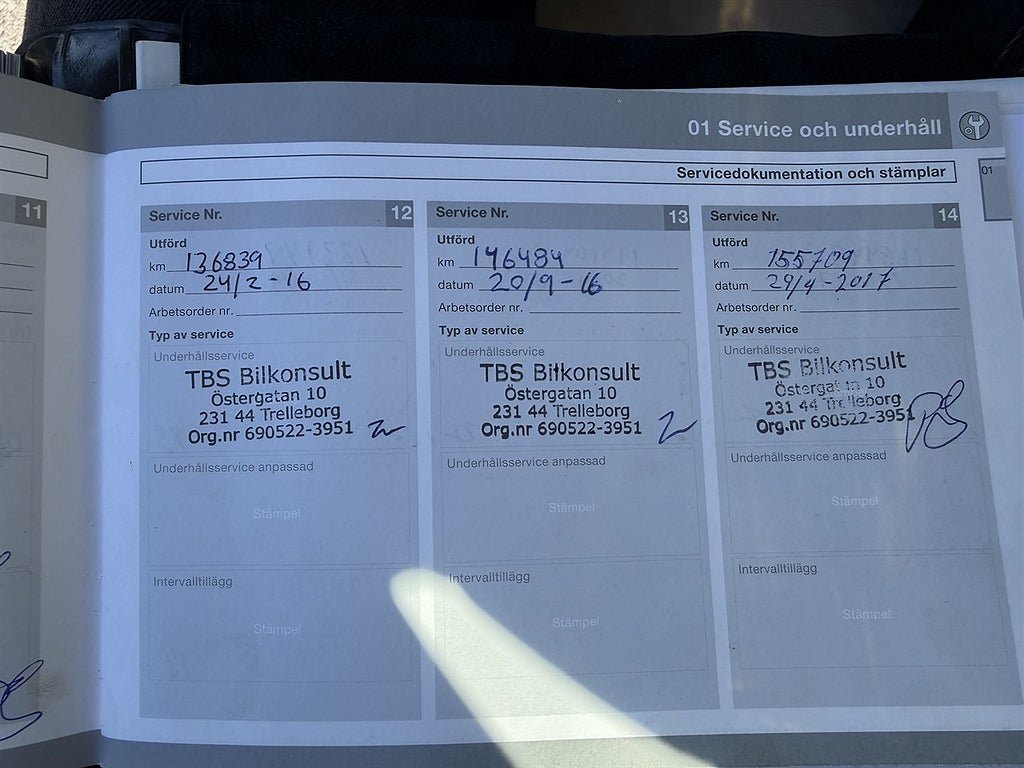 01 Service och underhåll
Servicedokumentation och stämplar
01
11
Service Nr. 12
Utförd
km 136839
datum 24/2-16
Arbetsorder nr.
Typ av service
Underhållsservice
TBS Bilkonsult
Östergatan 10
231 44 Trelleborg
Org.nr 690522-3951
Underhållsservice anpassad
Stämpel
Intervalltillägg
Stämpel
Service Nr. 13
Utförd
km 146484
datum 20/9-16
Arbetsorder nr.
Typ av service
Underhållsservice
TBS Bilkonsult
Östergatan 10
231 44 Trelleborg
Org.nr 690522-3951
Underhållsservice anpassad
Stämpel
Intervalltillägg
Stämpel
Service Nr. 14
Utförd
km 155709
datum 29/4-2017
Arbetsorder nr.
Typ av service
Underhållsservice
TBS Bilkonsult
Östergatan 10
231 44 Trelleborg
Org.nr 690522-3951
Underhållsservice anpassad
Stämpel
Intervalltillägg
Stämpel